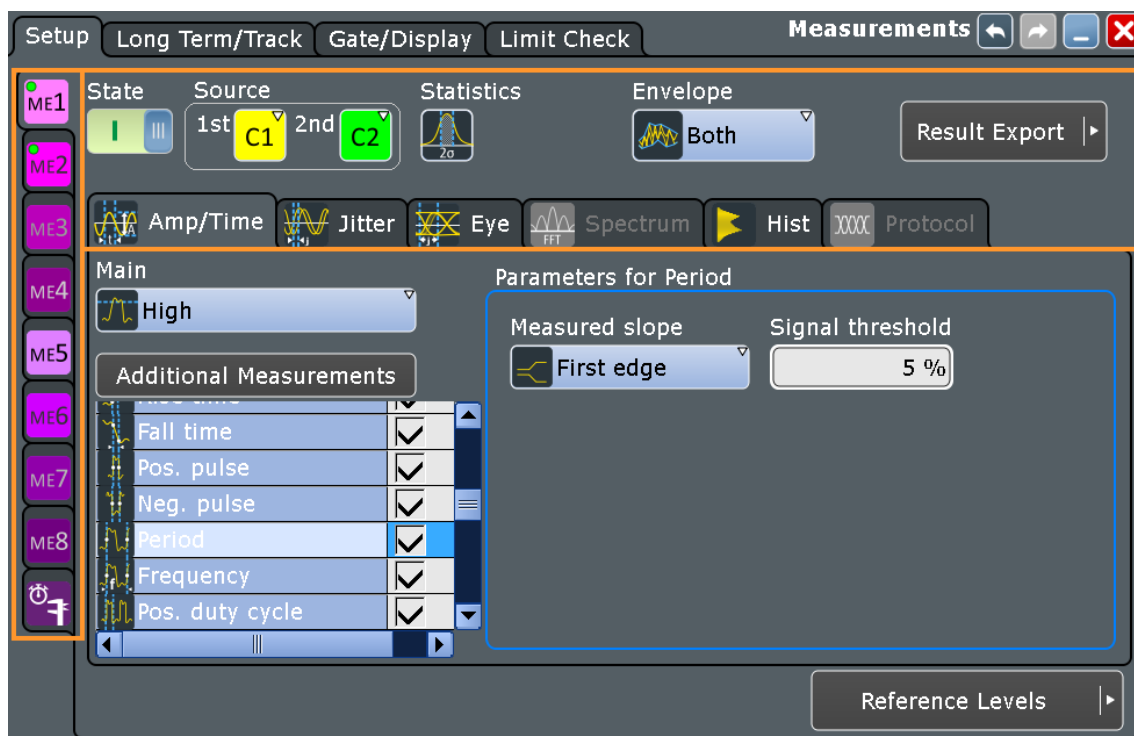 Setup Long Term/Track Gate/Display Limit Check Measurements
ME1
State Source Statistics Envelope
1st C1 2nd C2 2σ Both Result Export
ME2
ME3
Amp/Time Jitter Eye FFT Spectrum Hist Protocol
Main Parameters for Period
ME4
High
Measured slope Signal threshold
ME5
Additional Measurements First edge 5 %
Rise time
ME6
Fall time
Pos. pulse
ME7
Neg. pulse
ME8
Period
Frequency
Pos. duty cycle
Reference Levels